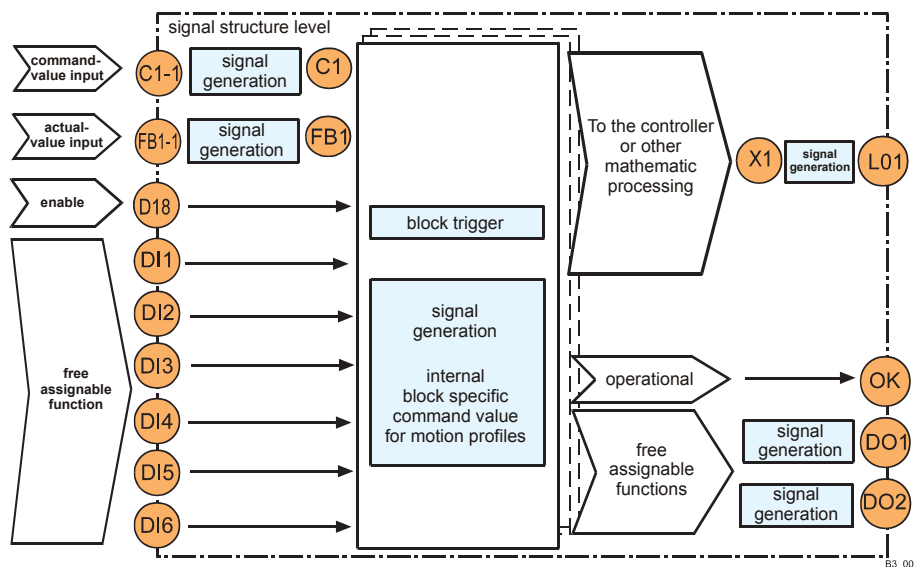 signal structure level
command-
value input
C1-1
signal
generation
C1
actual-
value input
FB1-1
signal
generation
FB1
enable
D18
DI1
DI2
DI3
DI4
DI5
DI6
free
assignable
function
block trigger
signal
generation
internal
block specific
command value
for motion profiles
To the controller
or other
mathematic
processing
X1
signal
generation
L01
operational
OK
free
assignable
functions
signal
generation
DO1
signal
generation
DO2
B3_00